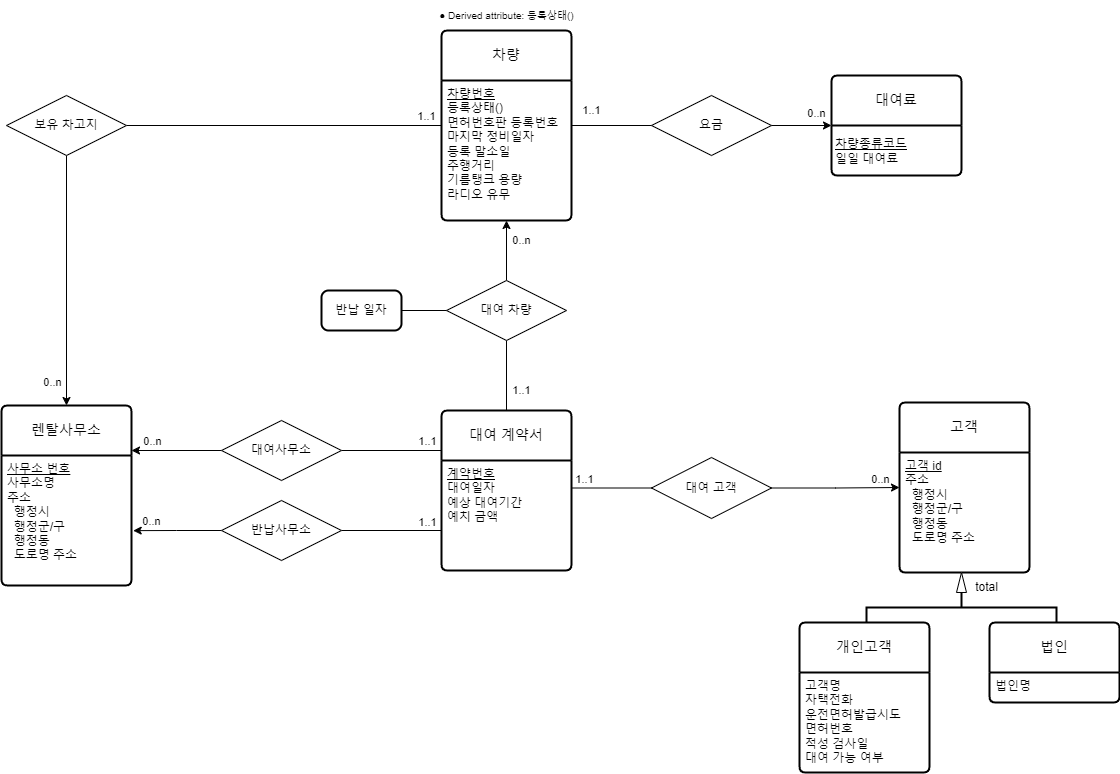 ● Derived attribute: 등록상태()
차량
차량번호
등록상태()
면허번호판 등록번호
마지막 정비일자
등록 말소일
주행거리
기름탱크 용량
라디오 유무
보유 차고지
1..1
1..1
요금
0..n
대여료
차량종류코드
일일 대여료
0..n
반납 일자
대여 차량
1..1
0..n
렌탈사무소
사무소 번호
사무소명
주소
행정시
행정군/구
행정동
도로명 주소
0..n
대여사무소
1..1
0..n
반납사무소
1..1
대여 계약서
계약번호
대여일자
예상 대여기간
예치 금액
1..1
대여 고객
0..n
고객
고객 id
주소
행정시
행정군/구
행정동
도로명 주소
total
개인고객
고객명
자택전화
운전면허발급시도
면허번호
적성 검사일
대여 가능 여부
법인
법인명